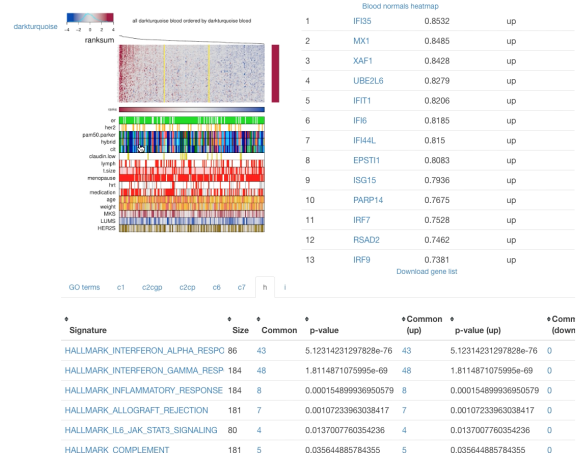 darkturquoise
-4 -2 0 2 4
ranksum
all darkturquoise blood ordered by darkturquoise blood
er
her2
pam50.parker
hybrid
cit
claudin.low
lymph
t.size
menopause
hrt
medication
age
weight
MKS
LUMS
HER2S
Blood normals heatmap
1 IFI35 0.8532 up
2 MX1 0.8485 up
3 XAF1 0.8428 up
4 UBE2L6 0.8279 up
5 IFIT1 0.8206 up
6 IFI6 0.8185 up
7 IFI44L 0.815 up
8 EPSTI1 0.8083 up
9 ISG15 0.7936 up
10 PARP14 0.7675 up
11 IRF7 0.7528 up
12 RSAD2 0.7462 up
13 IRF9 0.7381 up
Download gene list
GO terms c1 c2cgp c2cp c6 c7 h i
Signature Size Common p-value Common (up) p-value (up) Comm (down
HALLMARK_INTERFERON_ALPHA_RESPC 86 43 5.12314231297828e-76 43 5.12314231297828e-76 0
HALLMARK_INTERFERON_GAMMA_RESP 184 48 1.8114871075995e-69 48 1.8114871075995e-69 0
HALLMARK_INFLAMMATORY_RESPONSE 184 8 0.000154899936950579 8 0.000154899936950579 0
HALLMARK_ALLOGRAFT_REJECTION 181 7 0.00107233963038417 7 0.00107233963038417 0
HALLMARK_IL6_JAK_STAT3_SIGNALING 80 4 0.0137007760354236 4 0.0137007760354236 0
HALLMARK_COMPLEMENT 181 5 0.035644885784355 5 0.035644885784355 0